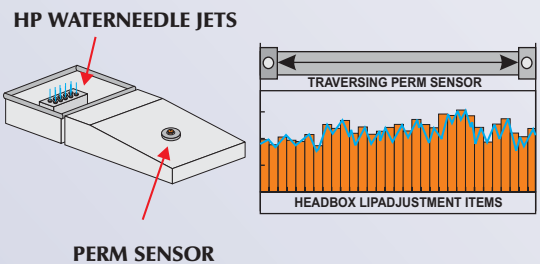 HP WATERNEEDLE JETS
TRAVERSING PERM SENSOR
HEADBOX LIPADJUSTMENT ITEMS
PERM SENSOR